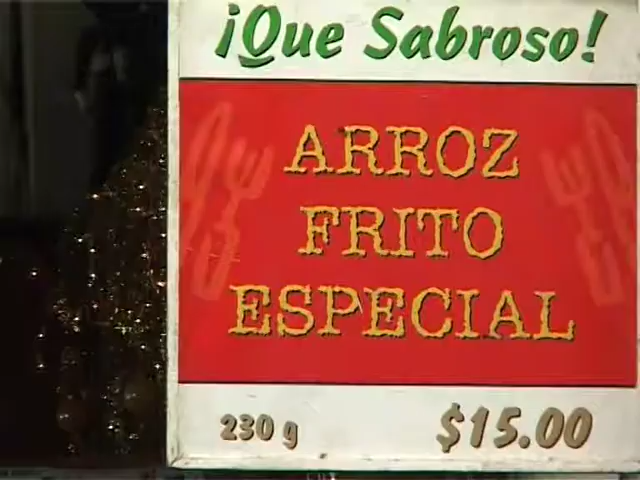 ¡Que Sabroso!
ARROZ
FRITO
ESPECIAL
230 g $15.00